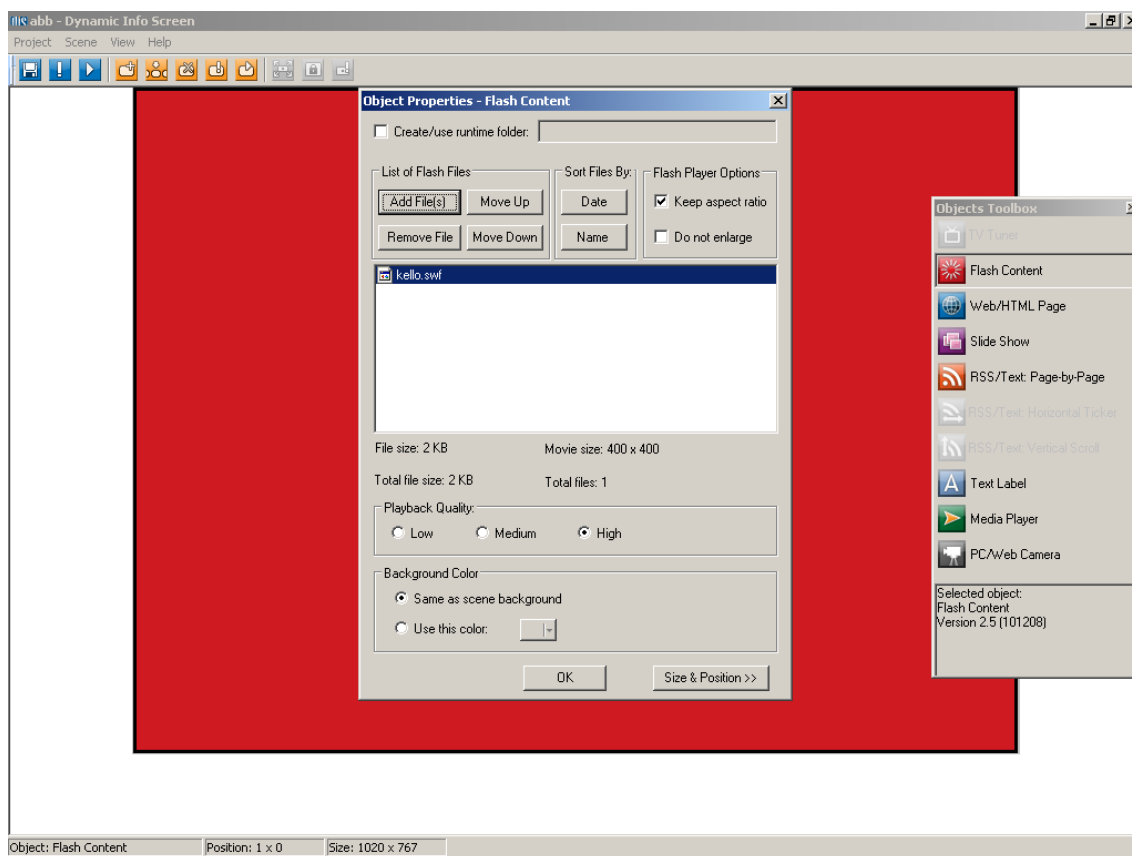 abb - Dynamic Info Screen
Project Scene View Help
Object Properties - Flash Content
Create/use runtime folder:
List of Flash Files
Sort Files By:
Flash Player Options
Add File(s)
Move Up
Date
Keep aspect ratio
Remove File
Move Down
Name
Do not enlarge
kello.swf
File size: 2 KB
Movie size: 400 x 400
Total file size: 2 KB
Total files: 1
Playback Quality:
Low
Medium
High
Background Color
Same as scene background
Use this color:
OK
Size & Position >>
Objects Toolbox
TV Tuner
Flash Content
Web/HTML Page
Slide Show
RSS/Text: Page-by-Page
RSS/Text: Horizontal Ticker
RSS/Text: Vertical Scroll
Text Label
Media Player
PC/Web Camera
Selected object:
Flash Content
Version 2.5 (101208)
Object: Flash Content
Position: 1 x 0
Size: 1020 x 767